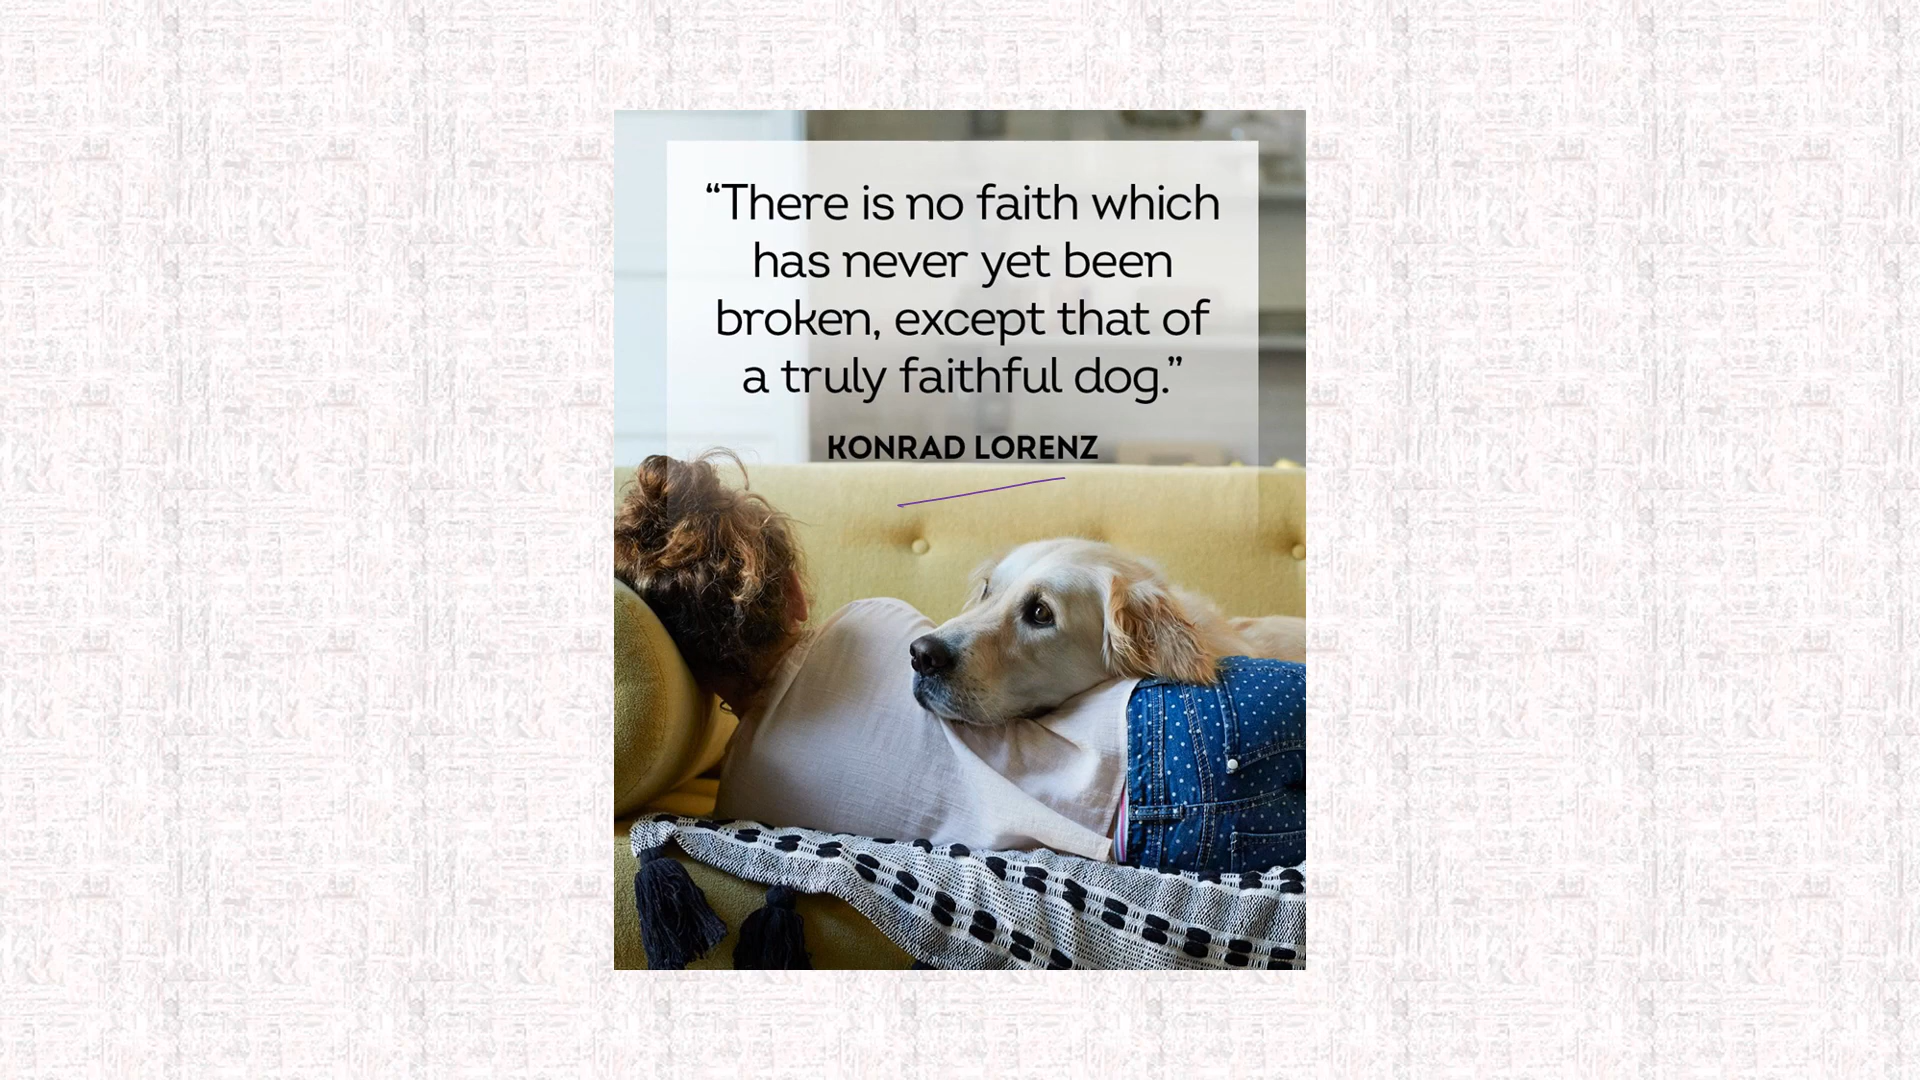 “There is no faith which
has never yet been
broken, except that of
a truly faithful dog.”
KONRAD LORENZ